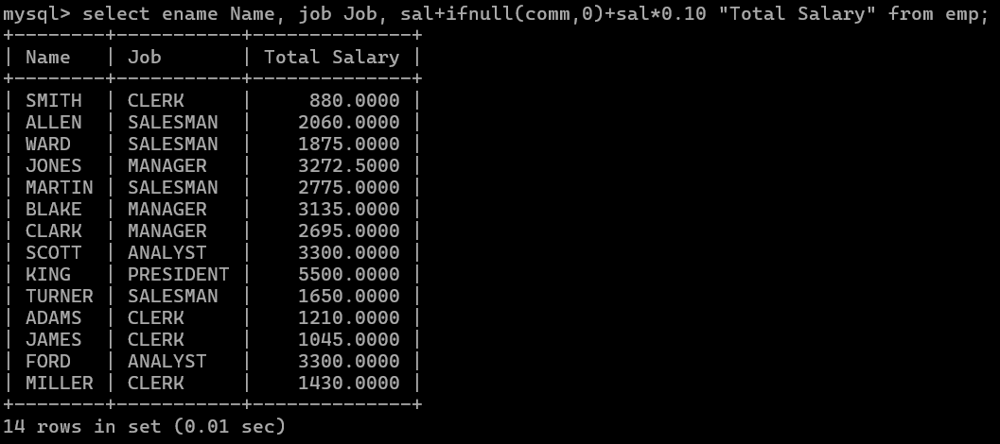 mysql> select ename Name, job Job, sal+ifnull(comm,0)+sal*0.10 "Total Salary" from emp;
+--------+-----------+--------------+
| Name   | Job       | Total Salary |
+--------+-----------+--------------+
| SMITH  | CLERK     |     880.0000 |
| ALLEN  | SALESMAN  |    2060.0000 |
| WARD   | SALESMAN  |    1875.0000 |
| JONES  | MANAGER   |    3272.5000 |
| MARTIN | SALESMAN  |    2775.0000 |
| BLAKE  | MANAGER   |    3135.0000 |
| CLARK  | MANAGER   |    2695.0000 |
| SCOTT  | ANALYST   |    3300.0000 |
| KING   | PRESIDENT |    5500.0000 |
| TURNER | SALESMAN  |    1650.0000 |
| ADAMS  | CLERK     |    1210.0000 |
| JAMES  | CLERK     |    1045.0000 |
| FORD   | ANALYST   |    3300.0000 |
| MILLER | CLERK     |    1430.0000 |
+--------+-----------+--------------+
14 rows in set (0.01 sec)